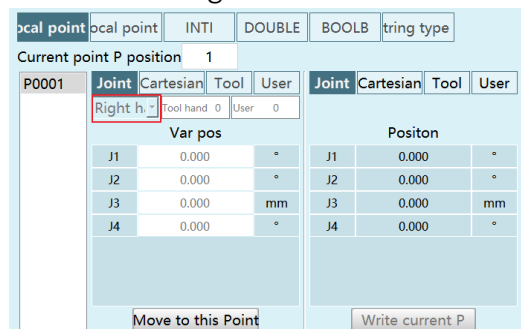 ocal point ocal point INTI DOUBLE BOOLB tring type
Current point P position 1
P0001 Joint Cartesian Tool User Joint Cartesian Tool User
Right h Tool hand 0 User 0
Var pos Positon
J1 0.000 ° J1 0.000 °
J2 0.000 ° J2 0.000 °
J3 0.000 mm J3 0.000 mm
J4 0.000 ° J4 0.000 °
Move to this Point Write current P